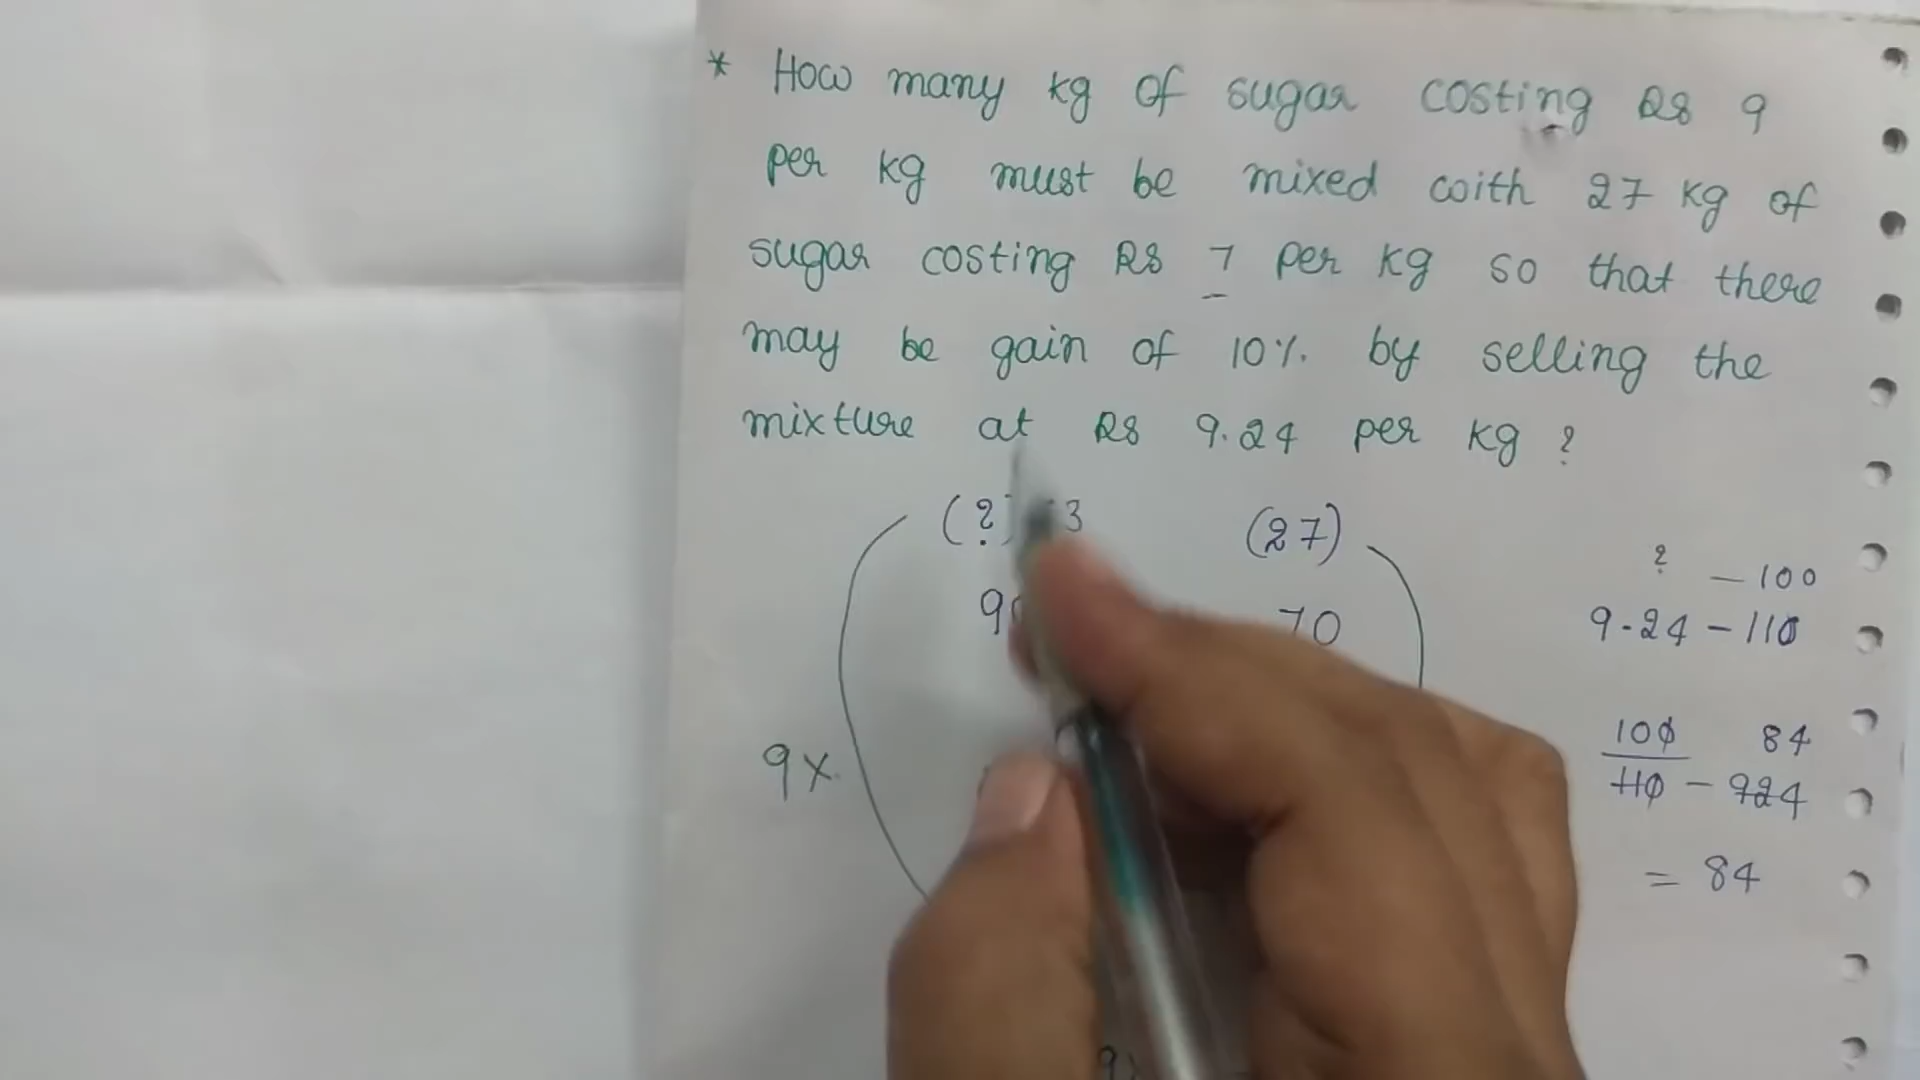 * How many kg of sugar costing Rs 9
per kg must be mixed with 27 kg of
sugar costing Rs 7 per kg so that there
may be gain of 10% by selling the
mixture at Rs 9.24 per kg ?
(?) 3 (27)
70
? - 100
9.24 - 110
9x
100 84
110 - 924
= 84